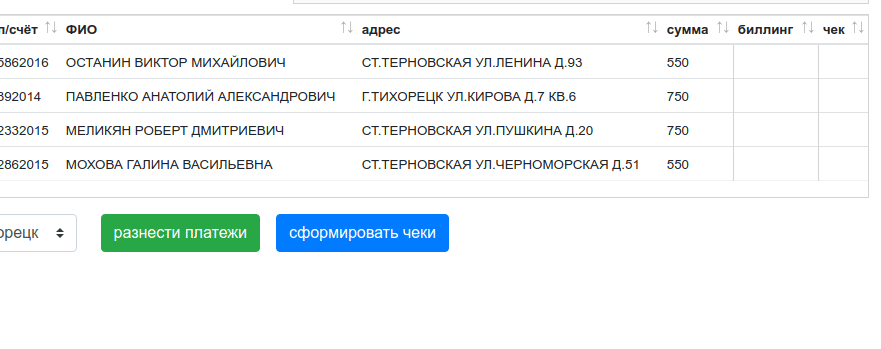 л/счёт ФИО адрес сумма биллинг чек
5862016 ОСТАНИН ВИКТОР МИХАЙЛОВИЧ СТ.ТЕРНОВСКАЯ УЛ.ЛЕНИНА Д.93 550
392014 ПАВЛЕНКО АНАТОЛИЙ АЛЕКСАНДРОВИЧ Г.ТИХОРЕЦК УЛ.КИРОВА Д.7 КВ.6 750
2332015 МЕЛИКЯН РОБЕРТ ДМИТРИЕВИЧ СТ.ТЕРНОВСКАЯ УЛ.ПУШКИНА Д.20 750
2862015 МОХОВА ГАЛИНА ВАСИЛЬЕВНА СТ.ТЕРНОВСКАЯ УЛ.ЧЕРНОМОРСКАЯ Д.51 550
орецк разнести платежи сформировать чеки